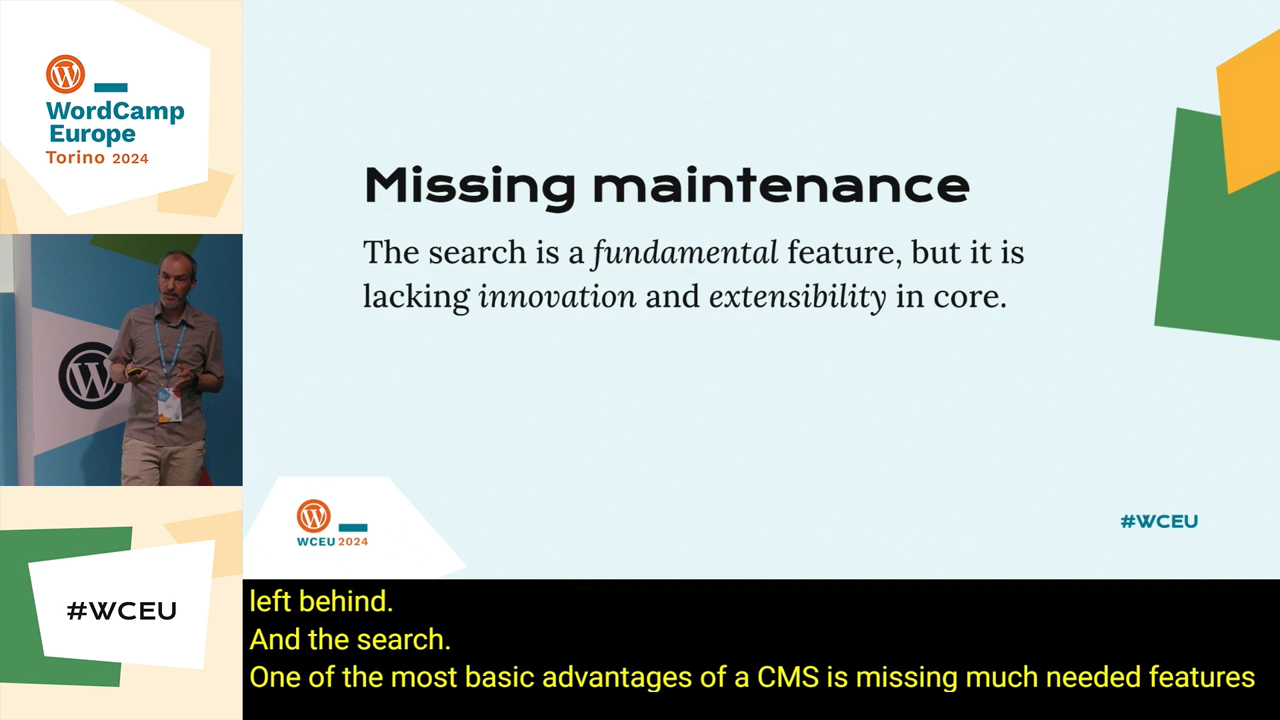 WordCamp
Europe
Torino 2024
Missing maintenance
The search is a fundamental feature, but it is
lacking innovation and extensibility in core.
WCEU 2024
#WCEU
#WCEU
left behind.
And the search.
One of the most basic advantages of a CMS is missing much needed features